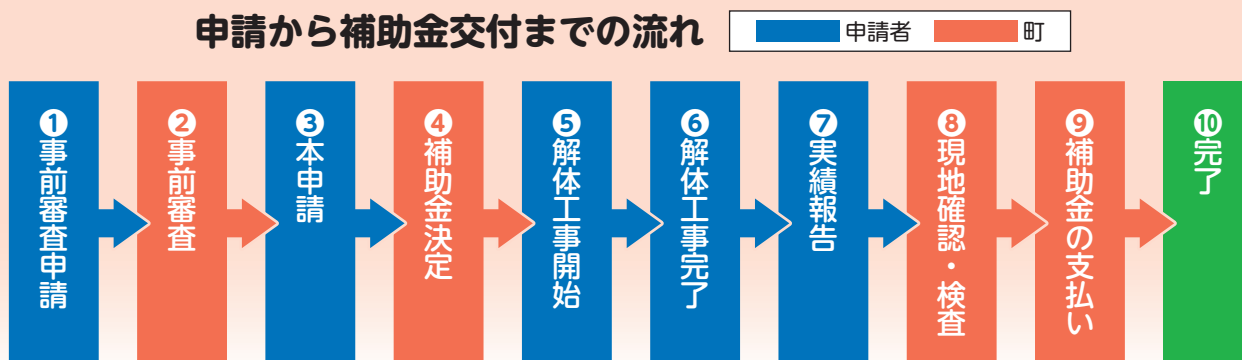 申請から補助金交付までの流れ
申請者
町
❶事前審査申請
❷事前審査
❸本申請
❹補助金決定
❺解体工事開始
❻解体工事完了
❼実績報告
❽現地確認・検査
❾補助金の支払い
❿完了